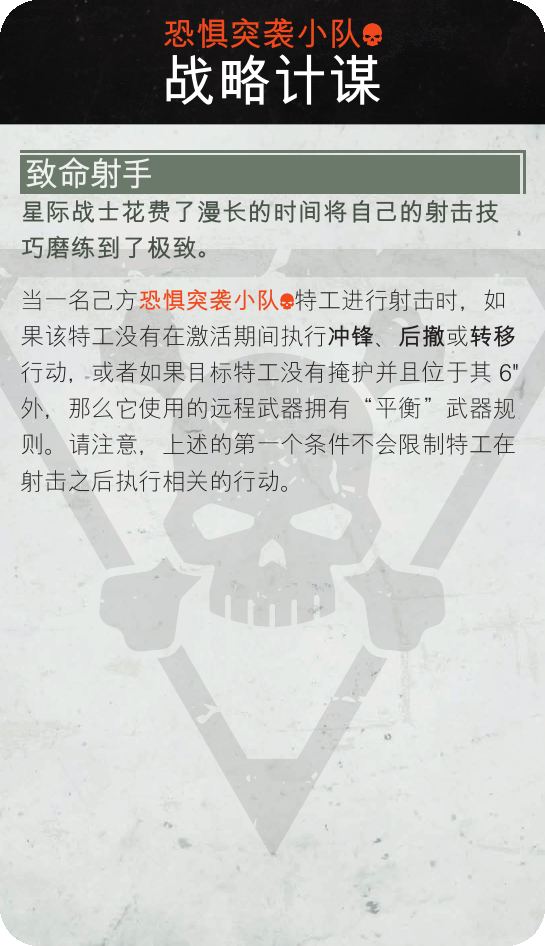 恐惧突袭小队
战略计谋
致命射手
星际战士花费了漫长的时间将自己的射击技
巧磨练到了极致。
当一名己方恐惧突袭小队特工进行射击时，如
果该特工没有在激活期间执行冲锋、后撤或转移
行动，或者如果目标特工没有掩护并且位于其 6"
外，那么它使用的远程武器拥有“平衡”武器规
则。请注意，上述的第一个条件不会限制特工在
射击之后执行相关的行动。